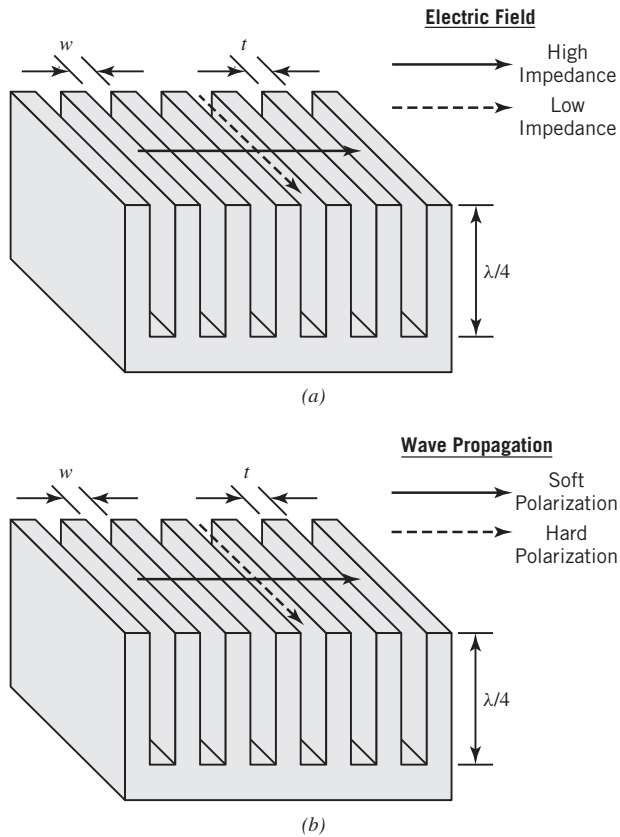 Electric Field
w
t
High
Impedance
Low
Impedance
λ/4
(a)
Wave Propagation
w
t
Soft
Polarization
Hard
Polarization
λ/4
(b)